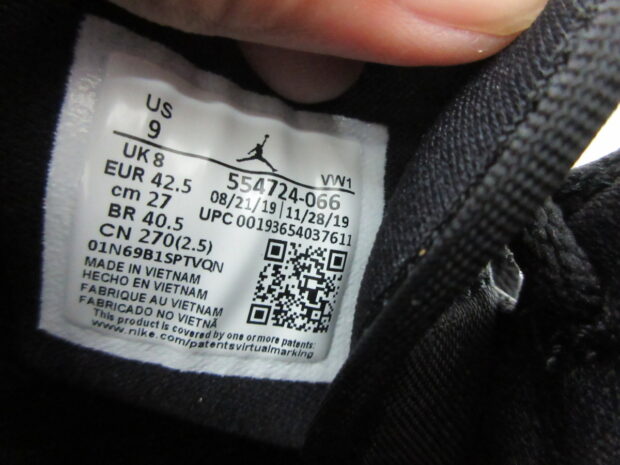 US
9
UK 8
EUR 42.5
cm 27
BR 40.5
CN 270(2.5)
VW1
554724-066
08/21/19 11/28/19
UPC 00193654037611
01N69B1SPTVQN
MADE IN VIETNAM
HECHO EN VIETNAM
FABRIQUE AU VIETNAM
FABRICADO NO VIETNÃ
This product is covered by one or more patents:
www.nike.com/patentsvirtualmarking